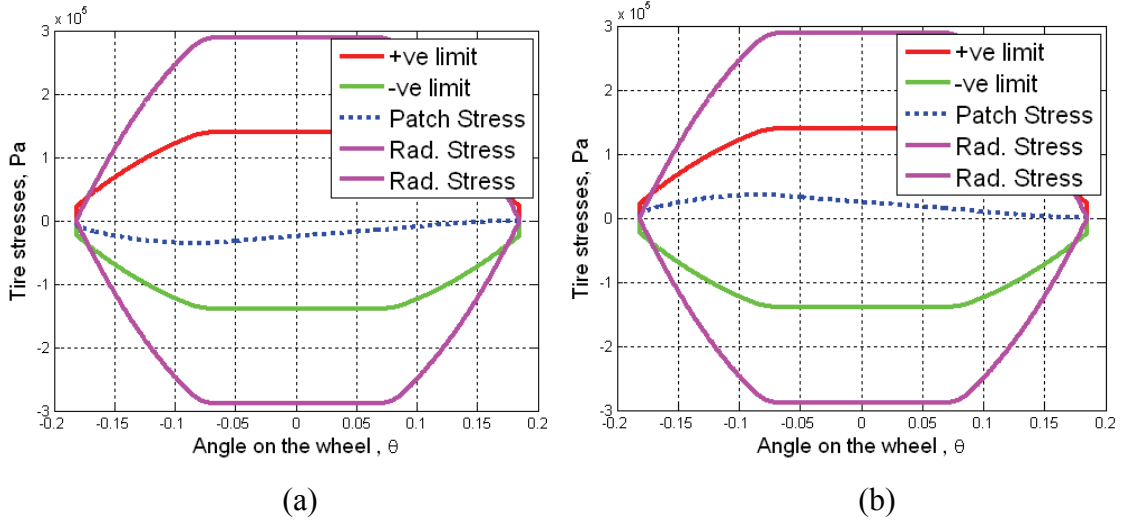 x 10^5
3
2
1
0
-1
-2
-3
-0.2
-0.15
-0.1
-0.05
0
0.05
0.1
0.15
0.2
Tire stresses, Pa
Angle on the wheel , θ
+ve limit
-ve limit
Patch Stress
Rad. Stress
Rad. Stress
(a)
x 10^5
3
2
1
0
-1
-2
-3
-0.2
-0.15
-0.1
-0.05
0
0.05
0.1
0.15
0.2
Tire stresses, Pa
Angle on the wheel , θ
+ve limit
-ve limit
Patch Stress
Rad. Stress
Rad. Stress
(b)